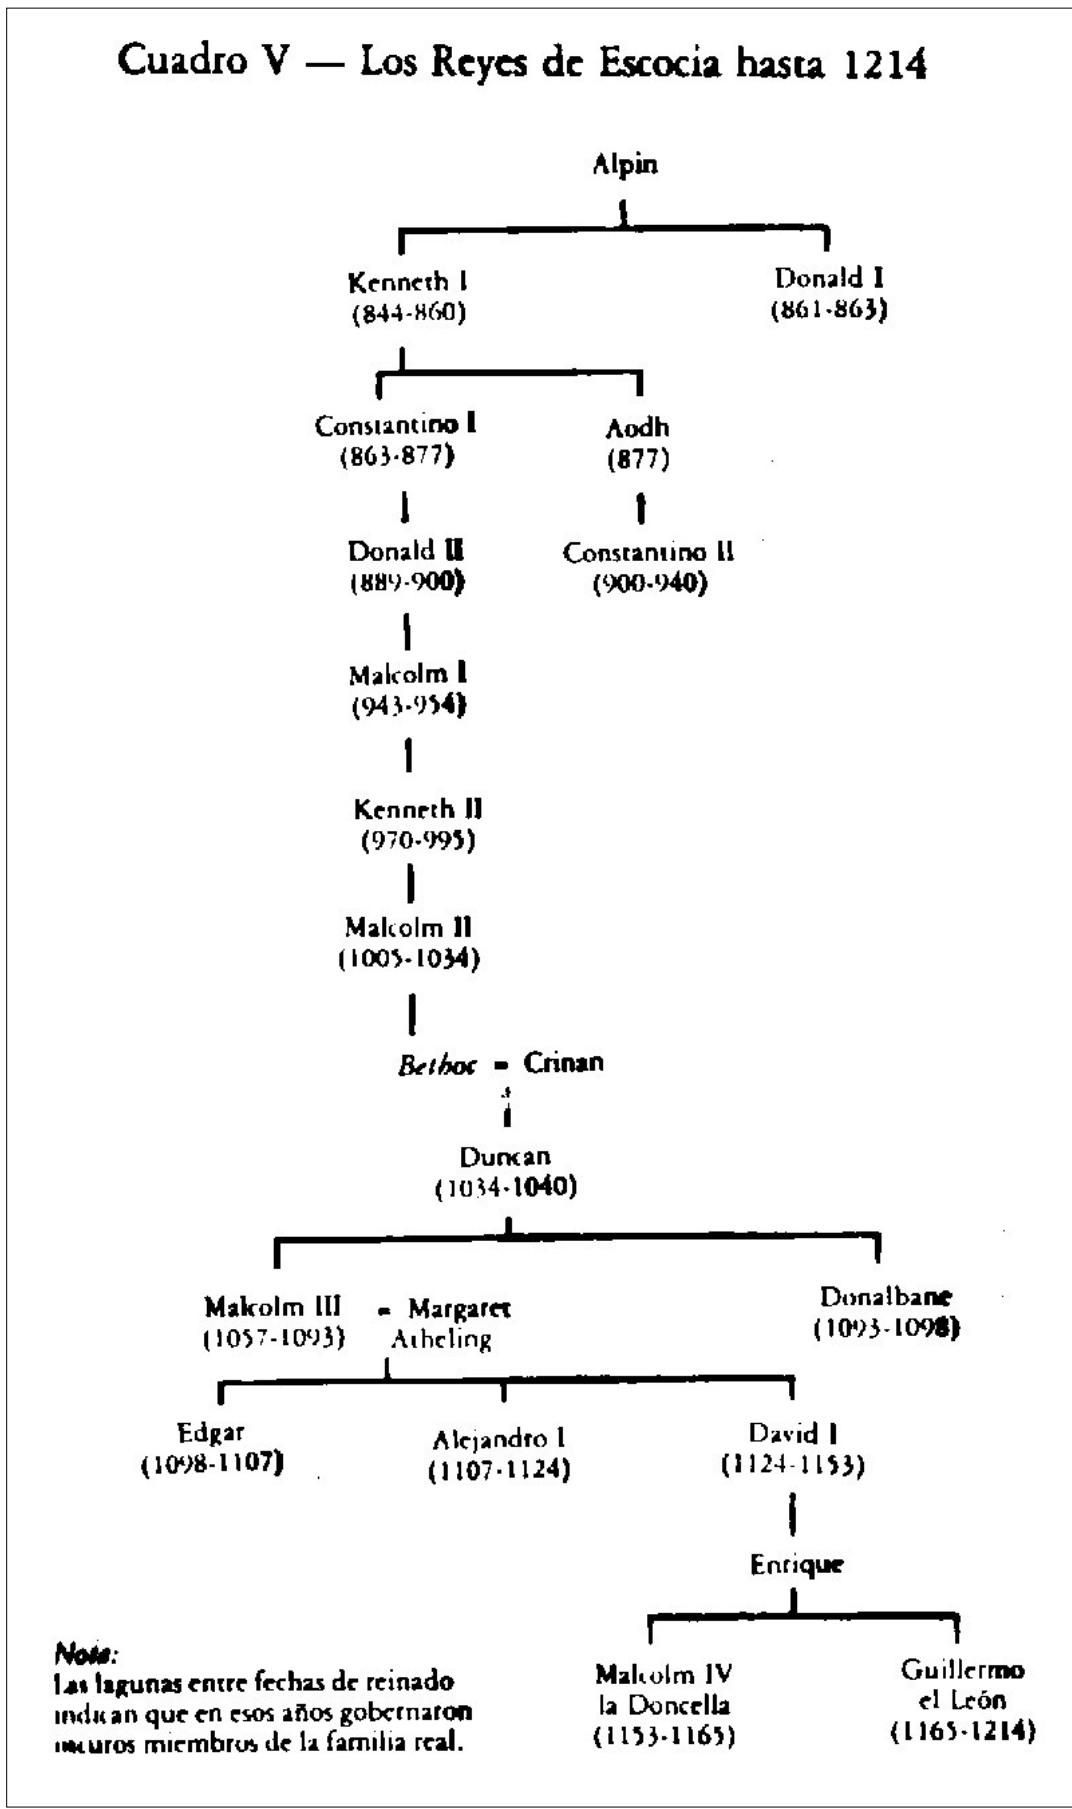 Cuadro V — Los Reyes de Escocia hasta 1214
Alpin
Kenneth I
(844-860)
Donald I
(861-863)
Constantino I
(863-877)
Aodh
(877)
Donald II
(889-900)
Constantino II
(900-940)
Malcolm I
(943-954)
Kenneth II
(970-995)
Malcolm II
(1005-1034)
Bethoc = Crinan
Duncan
(1034-1040)
Malcolm III = Margaret
(1057-1093) Atheling
Donalbane
(1093-1098)
Edgar
(1098-1107)
Alejandro I
(1107-1124)
David I
(1124-1153)
Enrique
Malcolm IV
la Doncella
(1153-1165)
Guillermo
el León
(1165-1214)
Nota:
Las lagunas entre fechas de reinado
indican que en esos años gobernaron
oscuros miembros de la familia real.